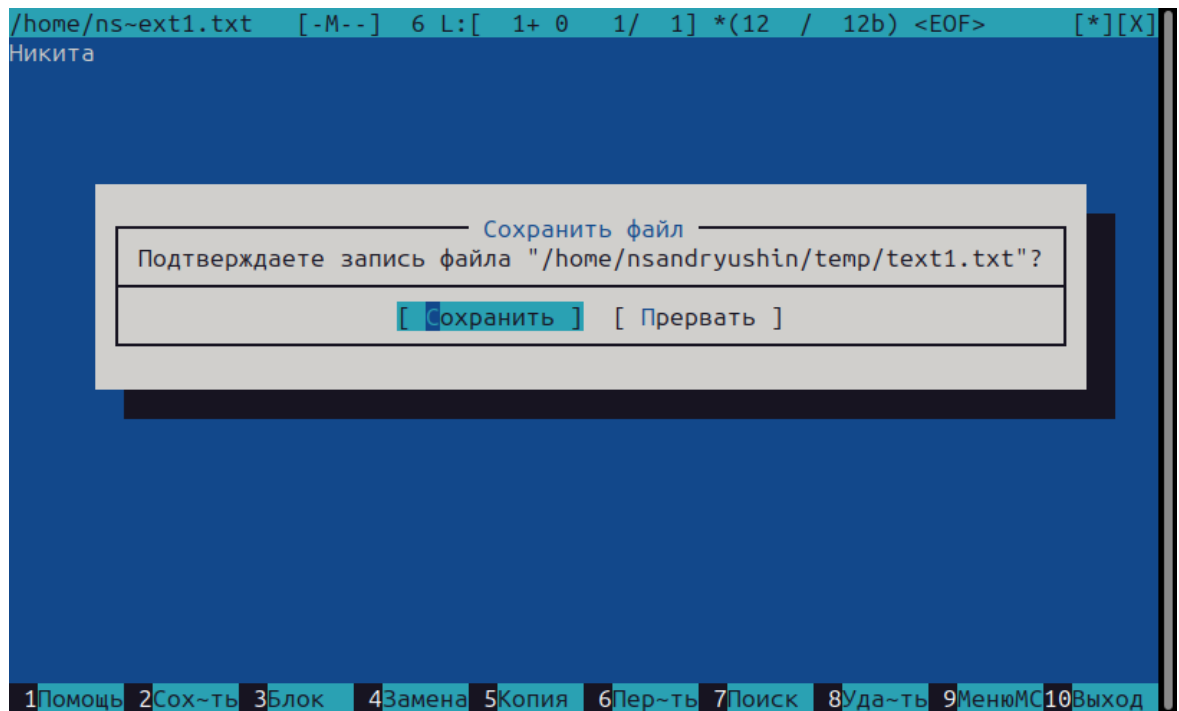 /home/ns~ext1.txt [-M--] 6 L:[ 1+ 0 1/ 1] *(12 / 12b) <EOF> [*][X]
Никита
Сохранить файл
Подтверждаете запись файла "/home/nsandryushin/temp/text1.txt"?
[ Сохранить ] [ Прервать ]
1Помощь 2Сох~ть 3Блок 4Замена 5Копия 6Пер~ть 7Поиск 8Уда~ть 9МенюMC 10Выход